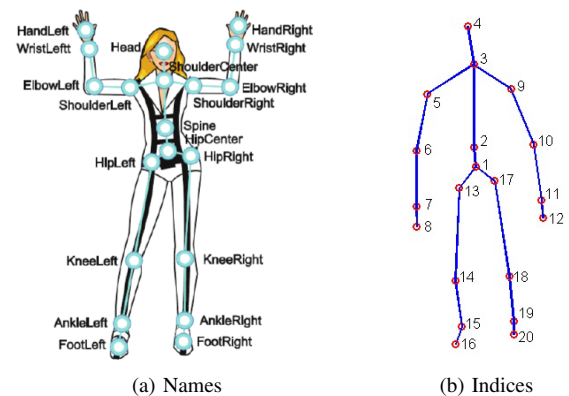 HandLeft
HandRight
WristLeftt
Head
WristRight
ShoulderCenter
ElbowLeft
ElbowRight
ShoulderLeft
ShoulderRight
Spine
HipCenter
HipLeft
HipRight
KneeLeft
KneeRight
AnkleLeft
AnkleRight
FootLeft
FootRight
(a) Names
4
3
5
9
6
2
10
1
13
17
7
11
8
12
14
18
15
19
16
20
(b) Indices